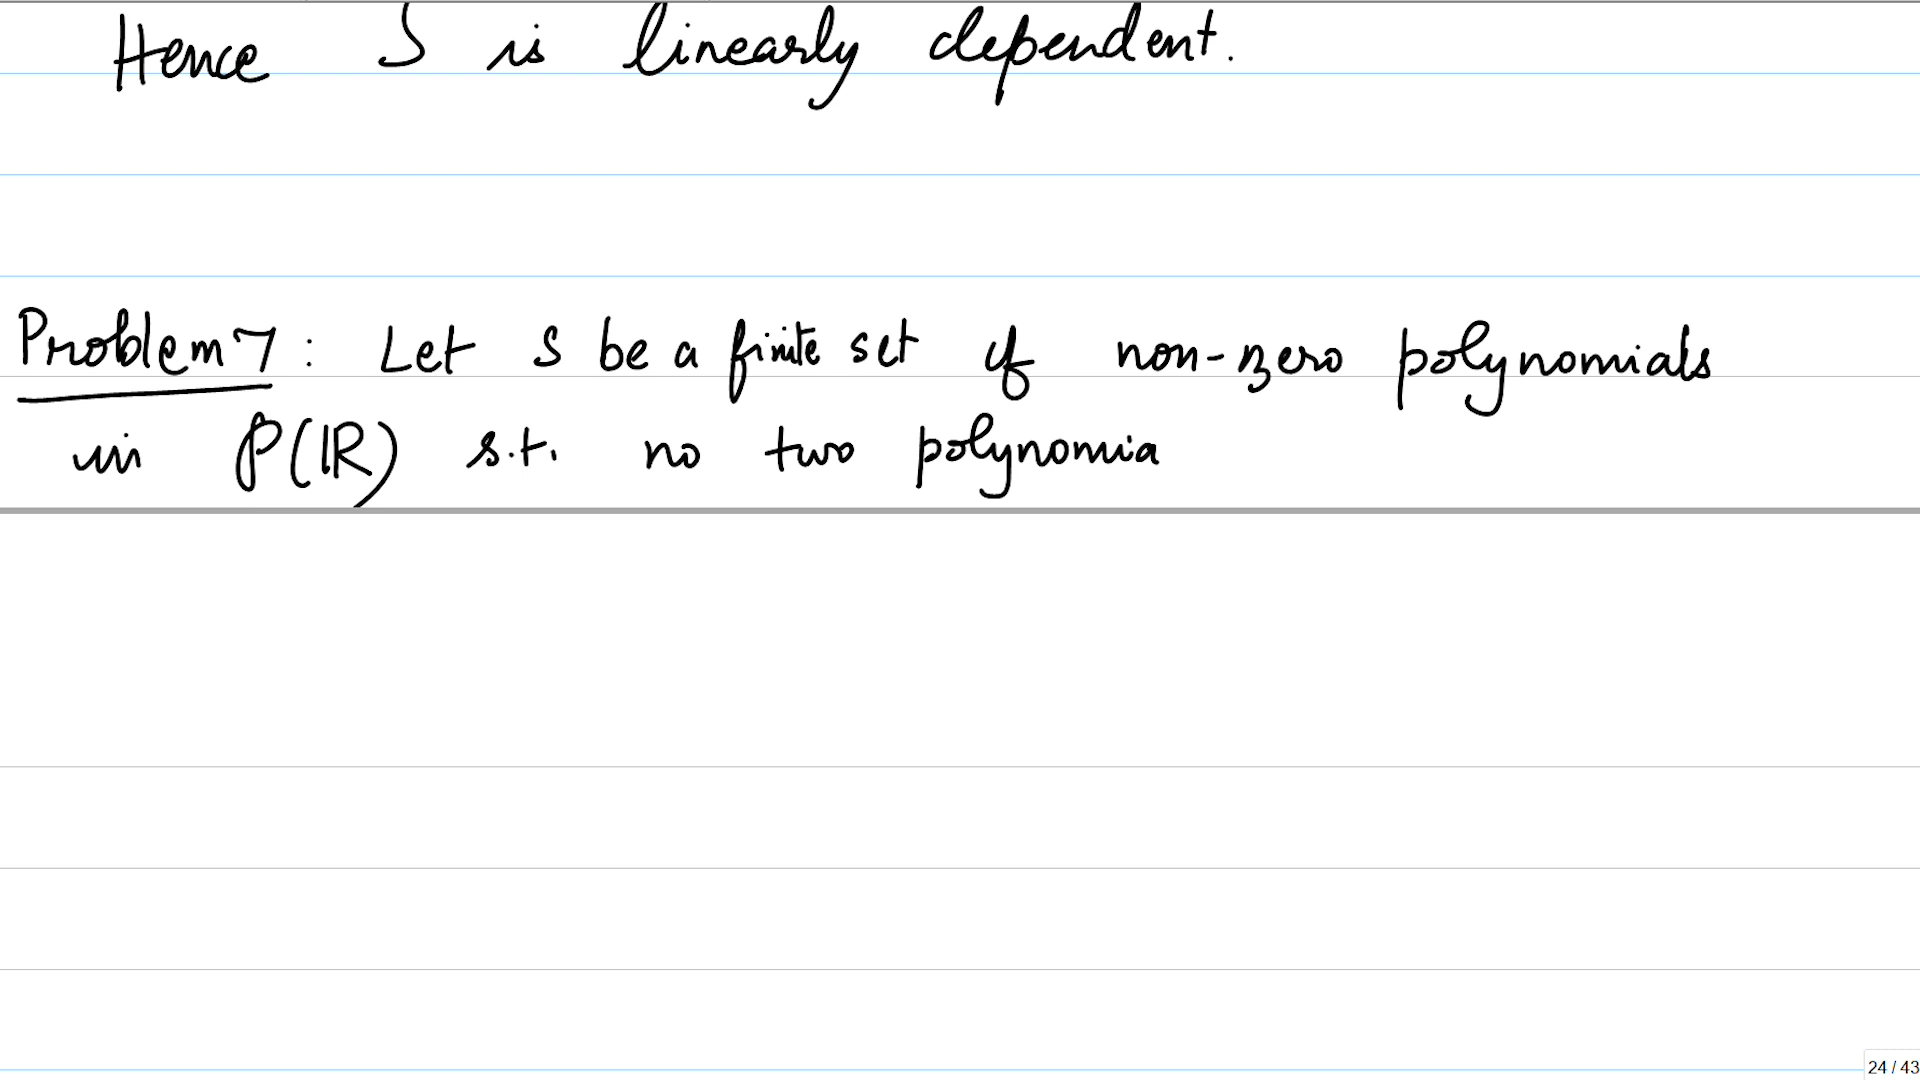 Hence S is linearly dependent.
Problem 7: Let S be a finite set of non-zero polynomials
in P(IR) s.t. no two polynomia
24 / 43